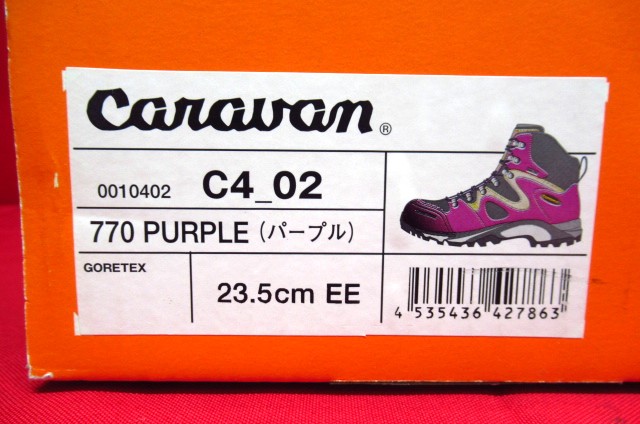 Caravan®
0010402 C4_02
770 PURPLE (パープル)
GORETEX
23.5cm EE
4 535436 427863